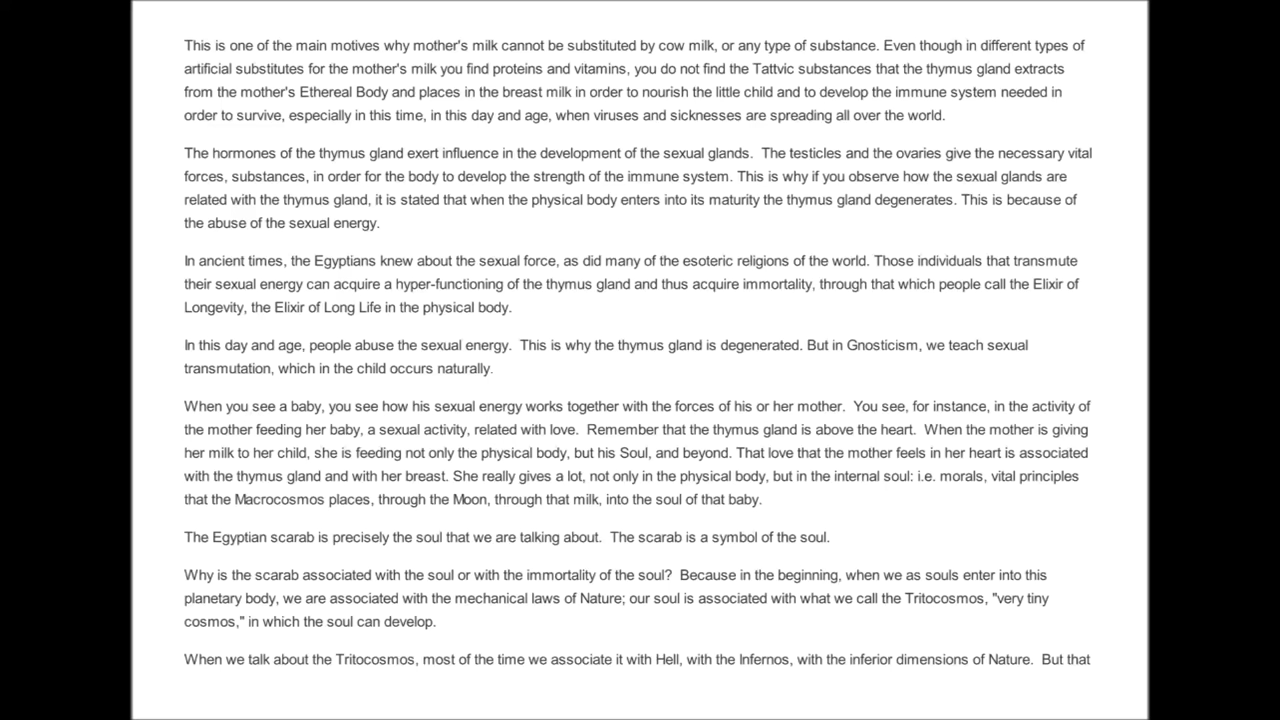 This is one of the main motives why mother's milk cannot be substituted by cow milk, or any type of substance. Even though in different types of
artificial substitutes for the mother's milk you find proteins and vitamins, you do not find the Tattvic substances that the thymus gland extracts
from the mother's Ethereal Body and places in the breast milk in order to nourish the little child and to develop the immune system needed in
order to survive, especially in this time, in this day and age, when viruses and sicknesses are spreading all over the world.
The hormones of the thymus gland exert influence in the development of the sexual glands.  The testicles and the ovaries give the necessary vital
forces, substances, in order for the body to develop the strength of the immune system. This is why if you observe how the sexual glands are
related with the thymus gland, it is stated that when the physical body enters into its maturity the thymus gland degenerates. This is because of
the abuse of the sexual energy.
In ancient times, the Egyptians knew about the sexual force, as did many of the esoteric religions of the world. Those individuals that transmute
their sexual energy can acquire a hyper-functioning of the thymus gland and thus acquire immortality, through that which people call the Elixir of
Longevity, the Elixir of Long Life in the physical body.
In this day and age, people abuse the sexual energy.  This is why the thymus gland is degenerated. But in Gnosticism, we teach sexual
transmutation, which in the child occurs naturally.
When you see a baby, you see how his sexual energy works together with the forces of his or her mother.  You see, for instance, in the activity of
the mother feeding her baby, a sexual activity, related with love.  Remember that the thymus gland is above the heart.  When the mother is giving
her milk to her child, she is feeding not only the physical body, but his Soul, and beyond. That love that the mother feels in her heart is associated
with the thymus gland and with her breast. She really gives a lot, not only in the physical body, but in the internal soul: i.e. morals, vital principles
that the Macrocosmos places, through the Moon, through that milk, into the soul of that baby.
The Egyptian scarab is precisely the soul that we are talking about.  The scarab is a symbol of the soul.
Why is the scarab associated with the soul or with the immortality of the soul?  Because in the beginning, when we as souls enter into this
planetary body, we are associated with the mechanical laws of Nature; our soul is associated with what we call the Tritocosmos, "very tiny
cosmos," in which the soul can develop.
When we talk about the Tritocosmos, most of the time we associate it with Hell, with the Infernos, with the inferior dimensions of Nature.  But that